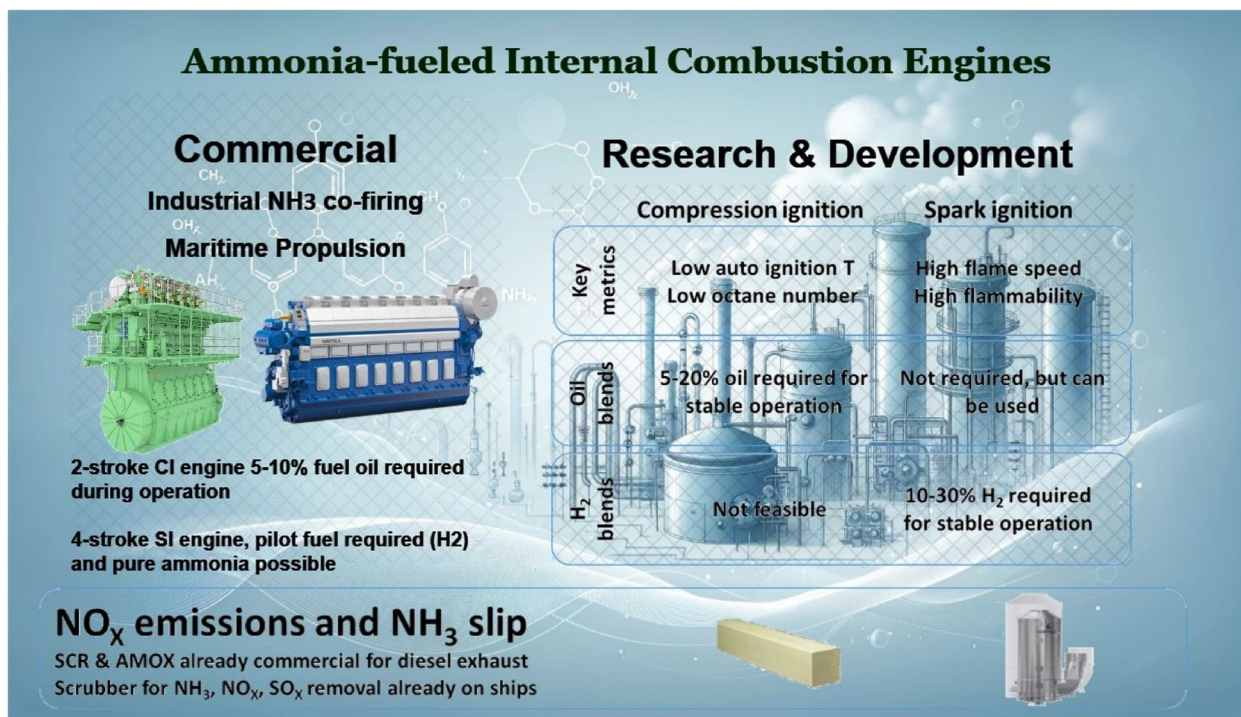 Ammonia-fueled Internal Combustion Engines
Commercial
Industrial NH3 co-firing
Maritime Propulsion
2-stroke CI engine 5-10% fuel oil required
during operation
4-stroke SI engine, pilot fuel required (H2)
and pure ammonia possible
Research & Development
Compression ignition
Spark ignition
Key
metrics
Low auto ignition T
Low octane number
High flame speed
High flammability
Oil
blends
5-20% oil required for
stable operation
Not required, but can
be used
H₂
blends
Not feasible
10-30% H₂ required
for stable operation
NOₓ emissions and NH₃ slip
SCR & AMOX already commercial for diesel exhaust
Scrubber for NH₃, NOₓ, SOₓ removal already on ships